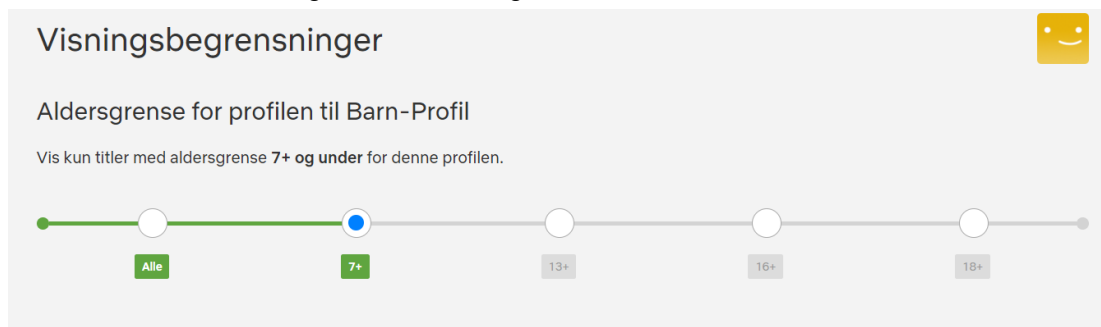 Visningsbegrensninger
Aldersgrense for profilen til Barn-Profil
Vis kun titler med aldersgrense 7+ og under for denne profilen.
Alle 7+ 13+ 16+ 18+